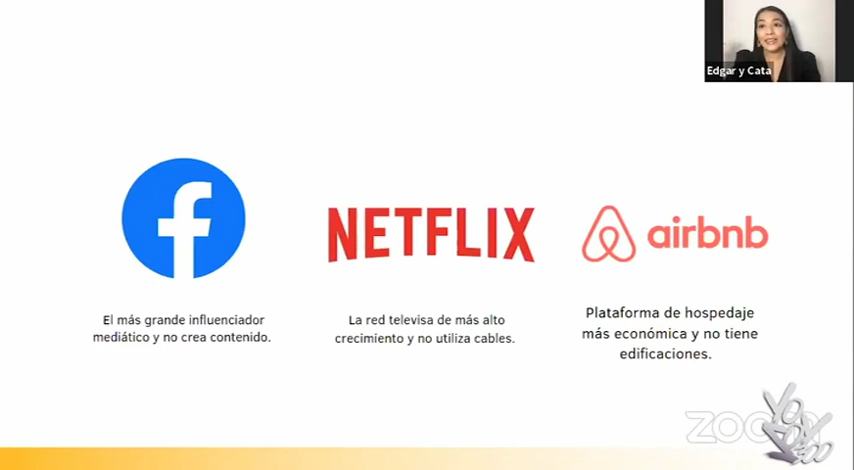 Edgar y Cata
NETFLIX
airbnb
El más grande influenciador
mediático y no crea contenido.
La red televisa de más alto
crecimiento y no utiliza cables.
Plataforma de hospedaje
más económica y no tiene
edificaciones.